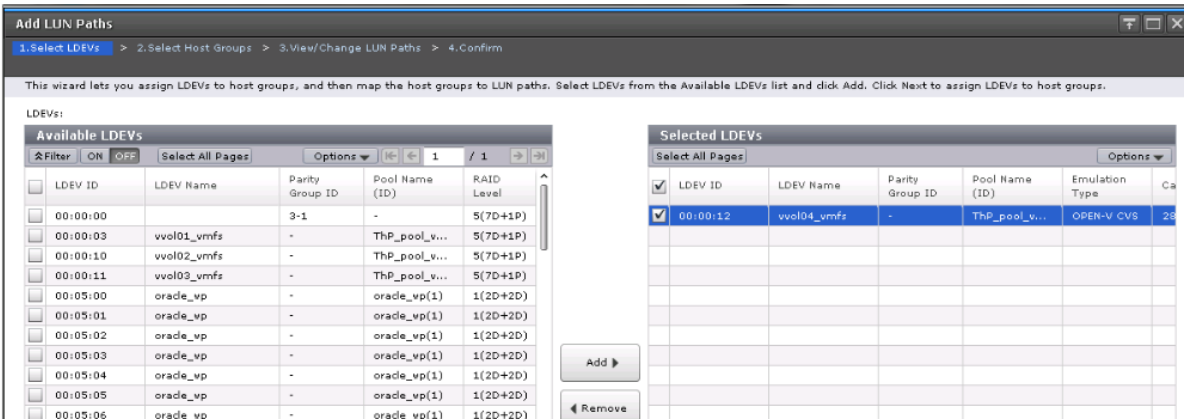 Add LUN Paths
1.Select LDEVs > 2.Select Host Groups > 3.View/Change LUN Paths > 4.Confirm
This wizard lets you assign LDEVs to host groups, and then map the host groups to LUN paths. Select LDEVs from the Available LDEVs list and click Add. Click Next to assign LDEVs to host groups.
LDEVs:
Available LDEVs
Filter ON OFF Select All Pages Options 1 / 1
LDEV ID LDEV Name Parity Group ID Pool Name (ID) RAID Level
00:00:00 3-1 - 5(7D+1P)
00:00:03 vvol01_vmfs - ThP_pool_v... 5(7D+1P)
00:00:10 vvol02_vmfs - ThP_pool_v... 5(7D+1P)
00:00:11 vvol03_vmfs - ThP_pool_v... 5(7D+1P)
00:05:00 oracle_vp - oracle_vp(1) 1(2D+2D)
00:05:01 oracle_vp - oracle_vp(1) 1(2D+2D)
00:05:02 oracle_vp - oracle_vp(1) 1(2D+2D)
00:05:03 oracle_vp - oracle_vp(1) 1(2D+2D)
00:05:04 oracle_vp - oracle_vp(1) 1(2D+2D)
00:05:05 oracle_vp - oracle_vp(1) 1(2D+2D)
00:05:06 oracle_vp - oracle_vp(1) 1(2D+2D)
Add
Remove
Selected LDEVs
Select All Pages Options
LDEV ID LDEV Name Parity Group ID Pool Name (ID) Emulation Type Ca
00:00:12 vvol04_vmfs - ThP_pool_v... OPEN-V CVS 28